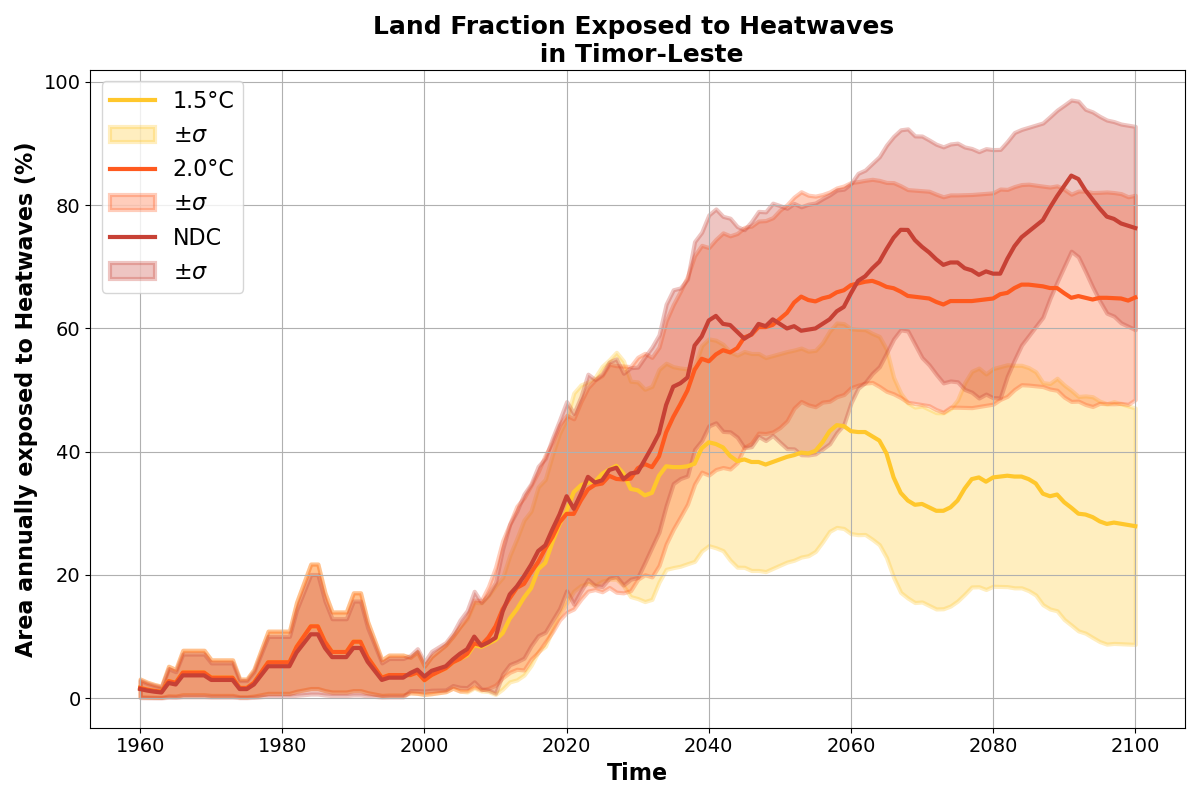 Land Fraction Exposed to Heatwaves
in Timor-Leste
Area annually exposed to Heatwaves (%)
100
80
60
40
20
0
1.5°C
±σ
2.0°C
±σ
NDC
±σ
1960 1980 2000 2020 2040 2060 2080 2100
Time